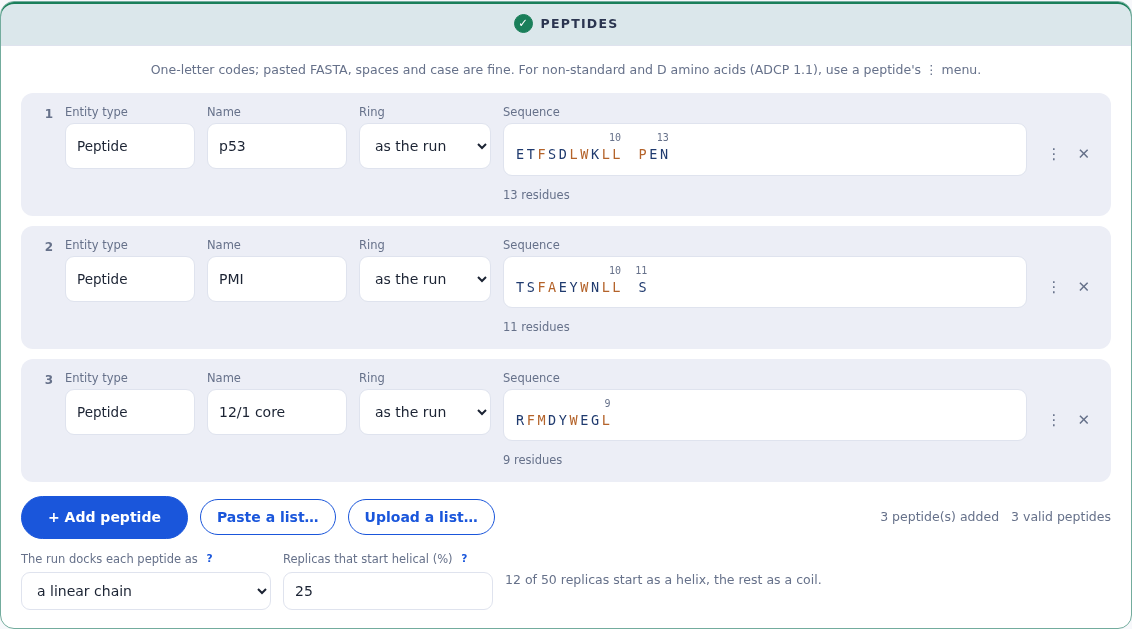 ✓ PEPTIDES
One-letter codes; pasted FASTA, spaces and case are fine. For non-standard and D amino acids (ADCP 1.1), use a peptide's ⋮ menu.
1 Entity type Name Ring Sequence
10 13
Peptide p53 as the run ETFSDLWKLL PEN ⋮ ✕
13 residues
2 Entity type Name Ring Sequence
10 11
Peptide PMI as the run TSFAEYWNLL S ⋮ ✕
11 residues
3 Entity type Name Ring Sequence
9
Peptide 12/1 core as the run RFMDYWEGL ⋮ ✕
9 residues
+ Add peptide Paste a list... Upload a list... 3 peptide(s) added 3 valid peptides
The run docks each peptide as ? Replicas that start helical (%) ?
a linear chain 25 12 of 50 replicas start as a helix, the rest as a coil.